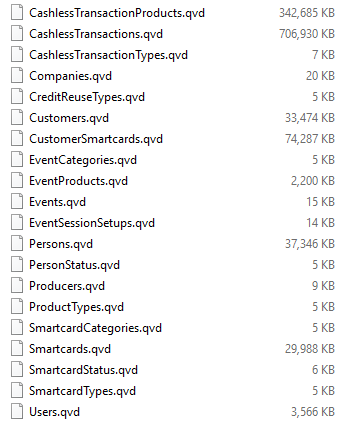 CashlessTransactionProducts.qvd 342,685 KB
CashlessTransactions.qvd 706,930 KB
CashlessTransactionTypes.qvd 7 KB
Companies.qvd 20 KB
CreditReuseTypes.qvd 5 KB
Customers.qvd 33,474 KB
CustomerSmartcards.qvd 74,287 KB
EventCategories.qvd 5 KB
EventProducts.qvd 2,200 KB
Events.qvd 15 KB
EventSessionSetups.qvd 14 KB
Persons.qvd 37,346 KB
PersonStatus.qvd 5 KB
Producers.qvd 9 KB
ProductTypes.qvd 5 KB
SmartcardCategories.qvd 5 KB
Smartcards.qvd 29,988 KB
SmartcardStatus.qvd 6 KB
SmartcardTypes.qvd 5 KB
Users.qvd 3,566 KB